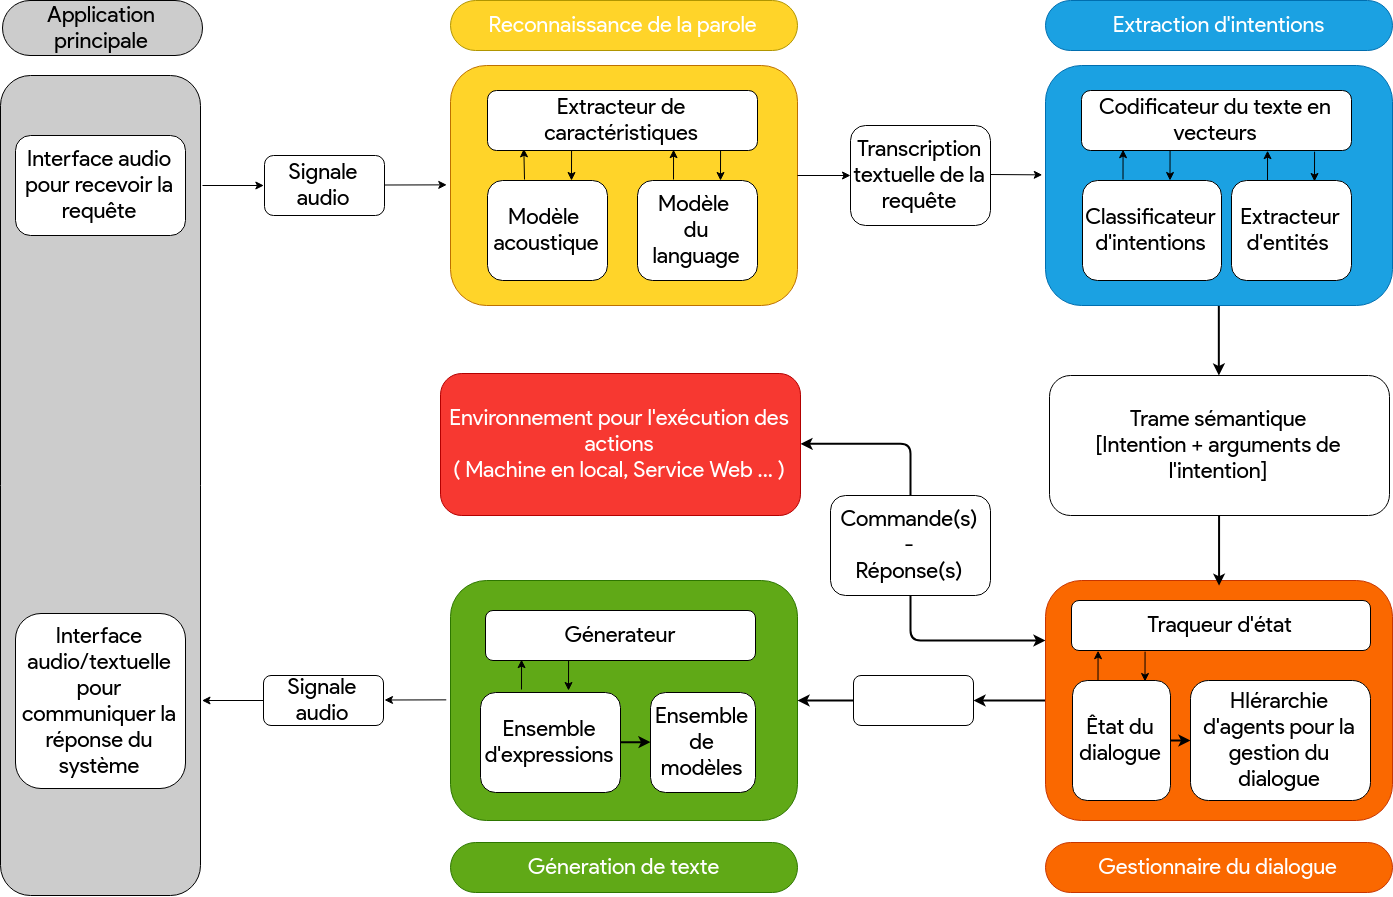 Application
principale
Reconnaissance de la parole
Extraction d'intentions
Interface audio
pour recevoir la
requête
Signale
audio
Extracteur de
caractéristiques
Modèle
acoustique
Modèle
du
language
Transcription
textuelle de la
requête
Codificateur du texte en
vecteurs
Classificateur
d'intentions
Extracteur
d'entités
Environnement pour l'exécution des
actions
( Machine en local, Service Web ... )
Trame sémantique
[Intention + arguments de
l'intention]
Commande(s)
-
Réponse(s)
Interface
audio/textuelle
pour
communiquer la
réponse du
système
Signale
audio
Génerateur
Ensemble
d'expressions
Ensemble
de
modèles
Traqueur d'état
Êtat du
dialogue
HIérarchie
d'agents pour la
gestion du
dialogue
Géneration de texte
Gestionnaire du dialogue